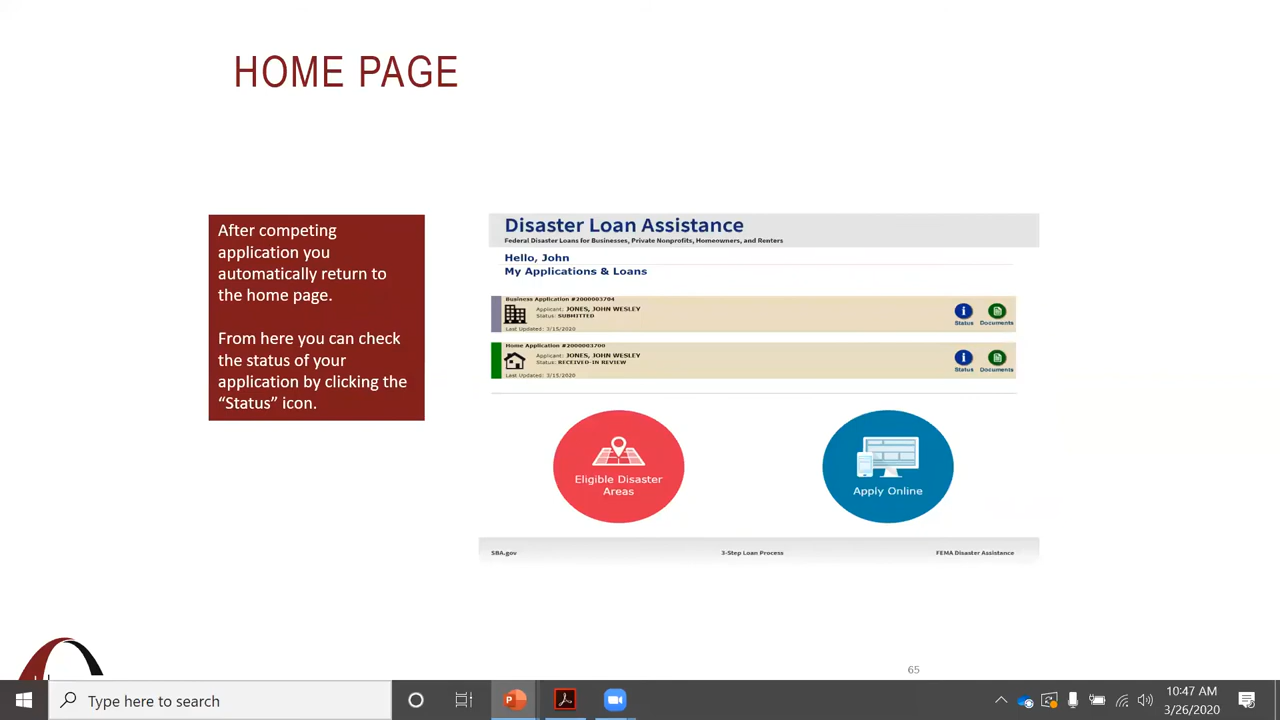 HOME PAGE
After competing
application you
automatically return to
the home page.
From here you can check
the status of your
application by clicking the
“Status” icon.
Disaster Loan Assistance
Federal Disaster Loans for Businesses, Private Nonprofits, Homeowners, and Renters
Hello, John
My Applications & Loans
Business Application #2000003704
Applicant: JONES, JOHN WESLEY
Status: SUBMITTED
Last Updated: 3/15/2020
Status
Documents
Home Application #2000003700
Applicant: JONES, JOHN WESLEY
Status: RECEIVED-IN REVIEW
Last Updated: 3/15/2020
Status
Documents
Eligible Disaster
Areas
Apply Online
SBA.gov
3-Step Loan Process
FEMA Disaster Assistance
65
Type here to search
10:47 AM
3/26/2020